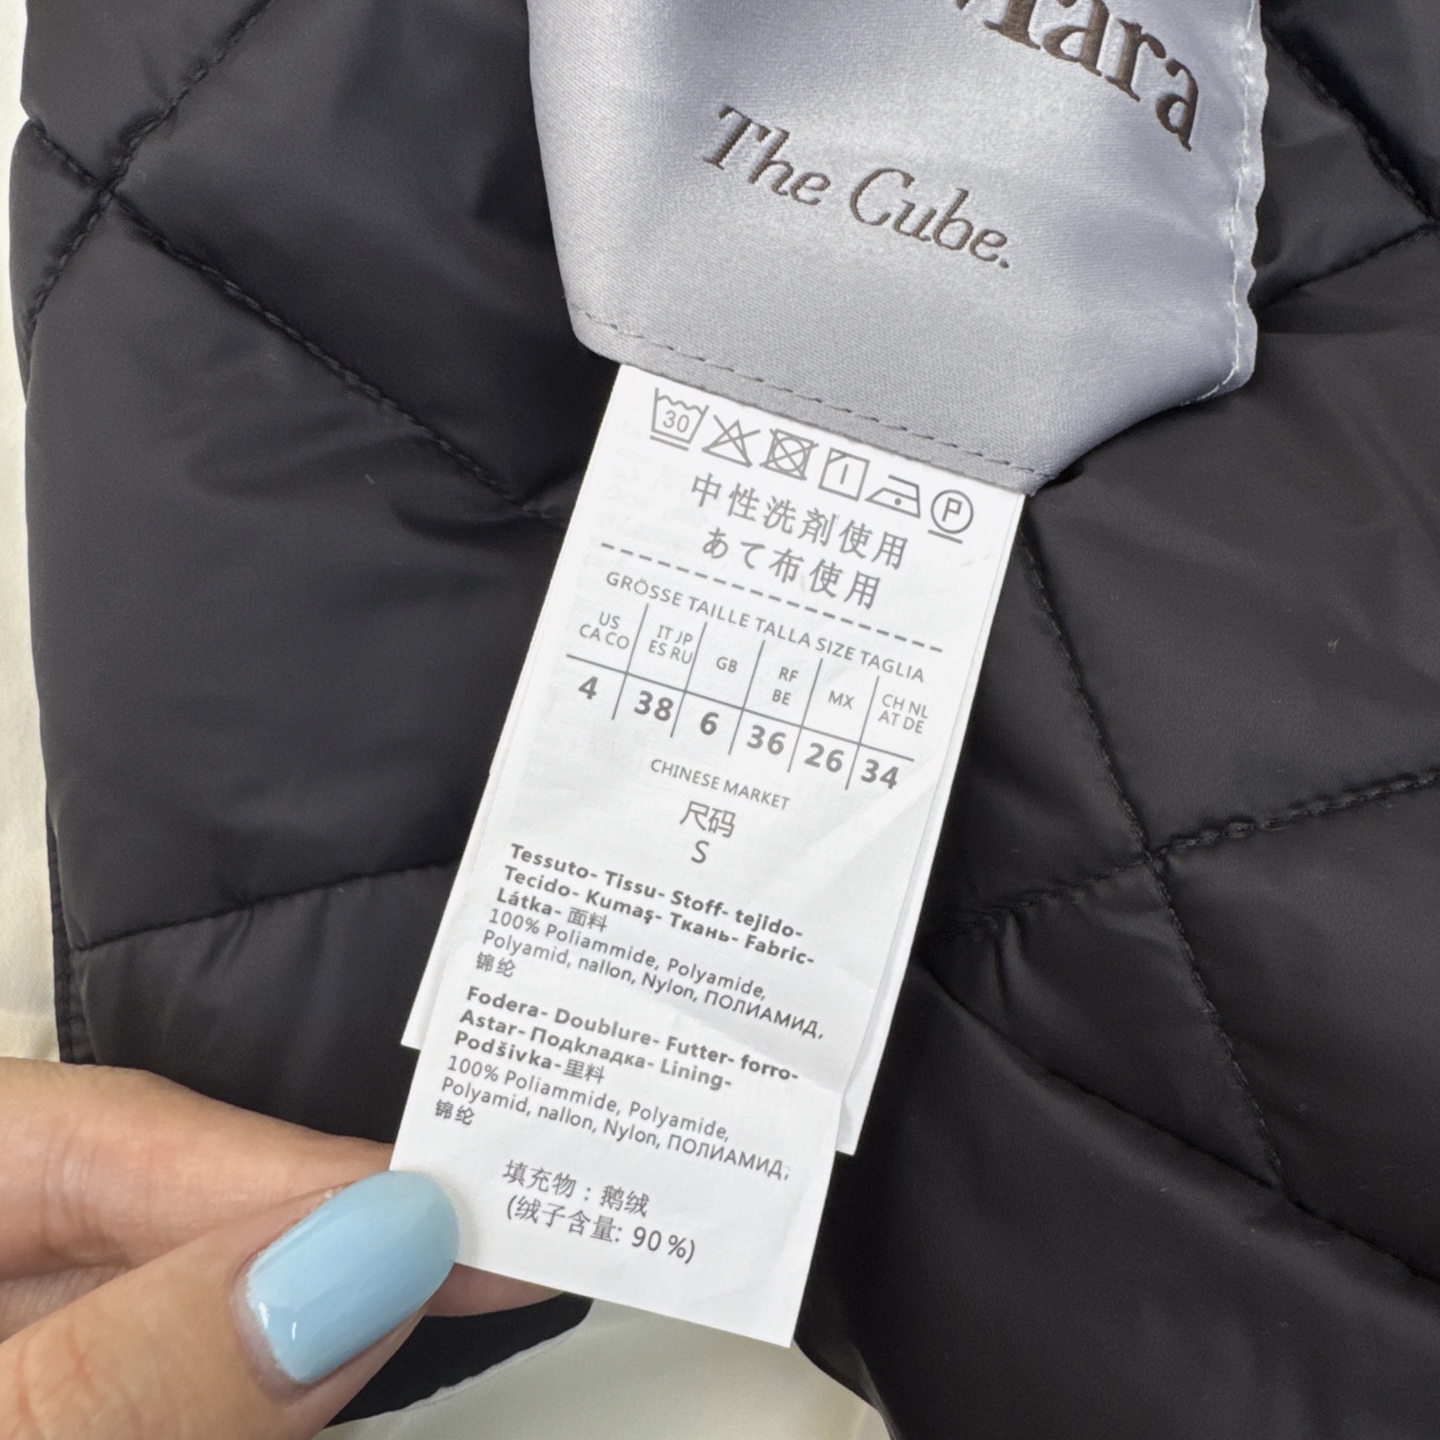 Mara
The Cube.
30
P
中性洗剤使用
あて布使用
GRÖSSE TAILLE TALLA SIZE TAGLIA
US CA CO IT JP ES RU GB RF BE MX CH NL AT DE
4 38 6 36 26 34
CHINESE MARKET
尺码
S
Tessuto- Tissu- Stoff- tejido-
Tecido- Kumaş- Ткань- Fabric-
Látka- 面料
100% Poliammide, Polyamide,
Polyamid, nallon, Nylon, ПОЛИАМИД,
锦纶
Fodera- Doublure- Futter- forro-
Astar- Подкладка- Lining-
Podšivka-里料
100% Poliammide, Polyamide,
Polyamid, nallon, Nylon, ПОЛИАМИД,
锦纶
填充物：鹅绒
(绒子含量: 90%)